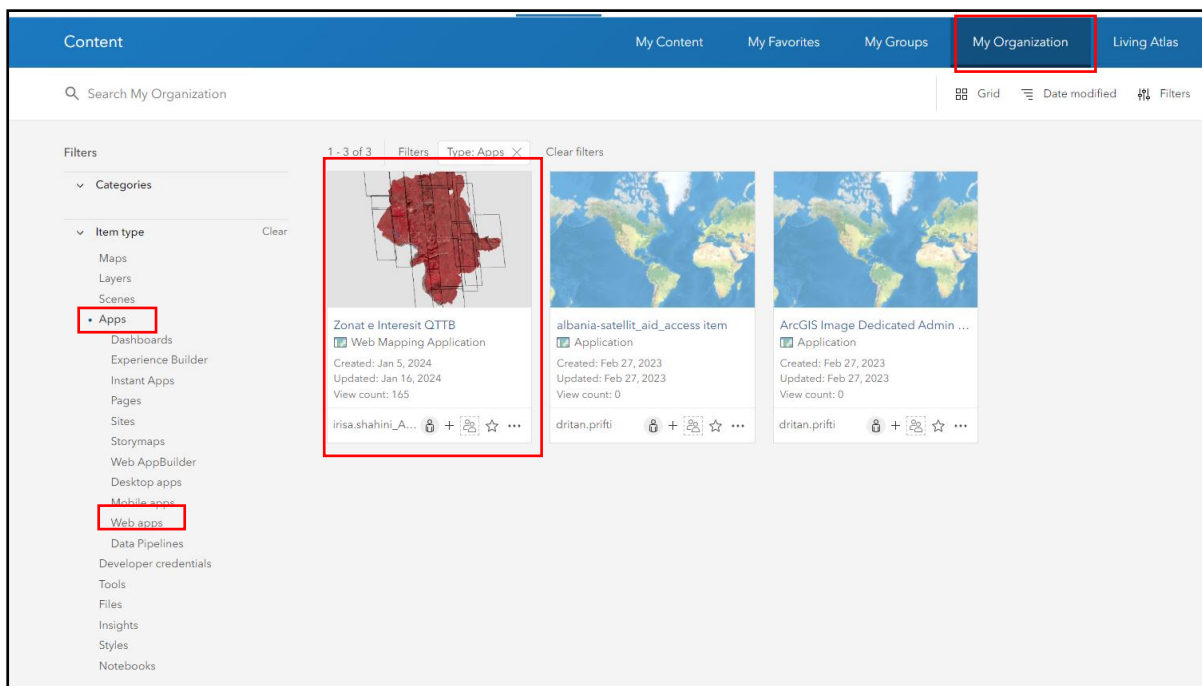 Content
My Content
My Favorites
My Groups
My Organization
Living Atlas
Search My Organization
Grid
Date modified
Filters
Filters
Categories
Item type
Clear
Maps
Layers
Scenes
Apps
Dashboards
Experience Builder
Instant Apps
Pages
Sites
Storymaps
Web AppBuilder
Desktop apps
Mobile apps
Web apps
Data Pipelines
Developer credentials
Tools
Files
Insights
Styles
Notebooks
1 - 3 of 3
Filters
Type: Apps
Clear filters
Zonat e Interesit QTTB
Web Mapping Application
Created: Jan 5, 2024
Updated: Jan 16, 2024
View count: 165
irisa.shahini_A...
albania-satellit_aid_access item
Application
Created: Feb 27, 2023
Updated: Feb 27, 2023
View count: 0
dritan.prifti
ArcGIS Image Dedicated Admin ...
Application
Created: Feb 27, 2023
Updated: Feb 27, 2023
View count: 0
dritan.prifti